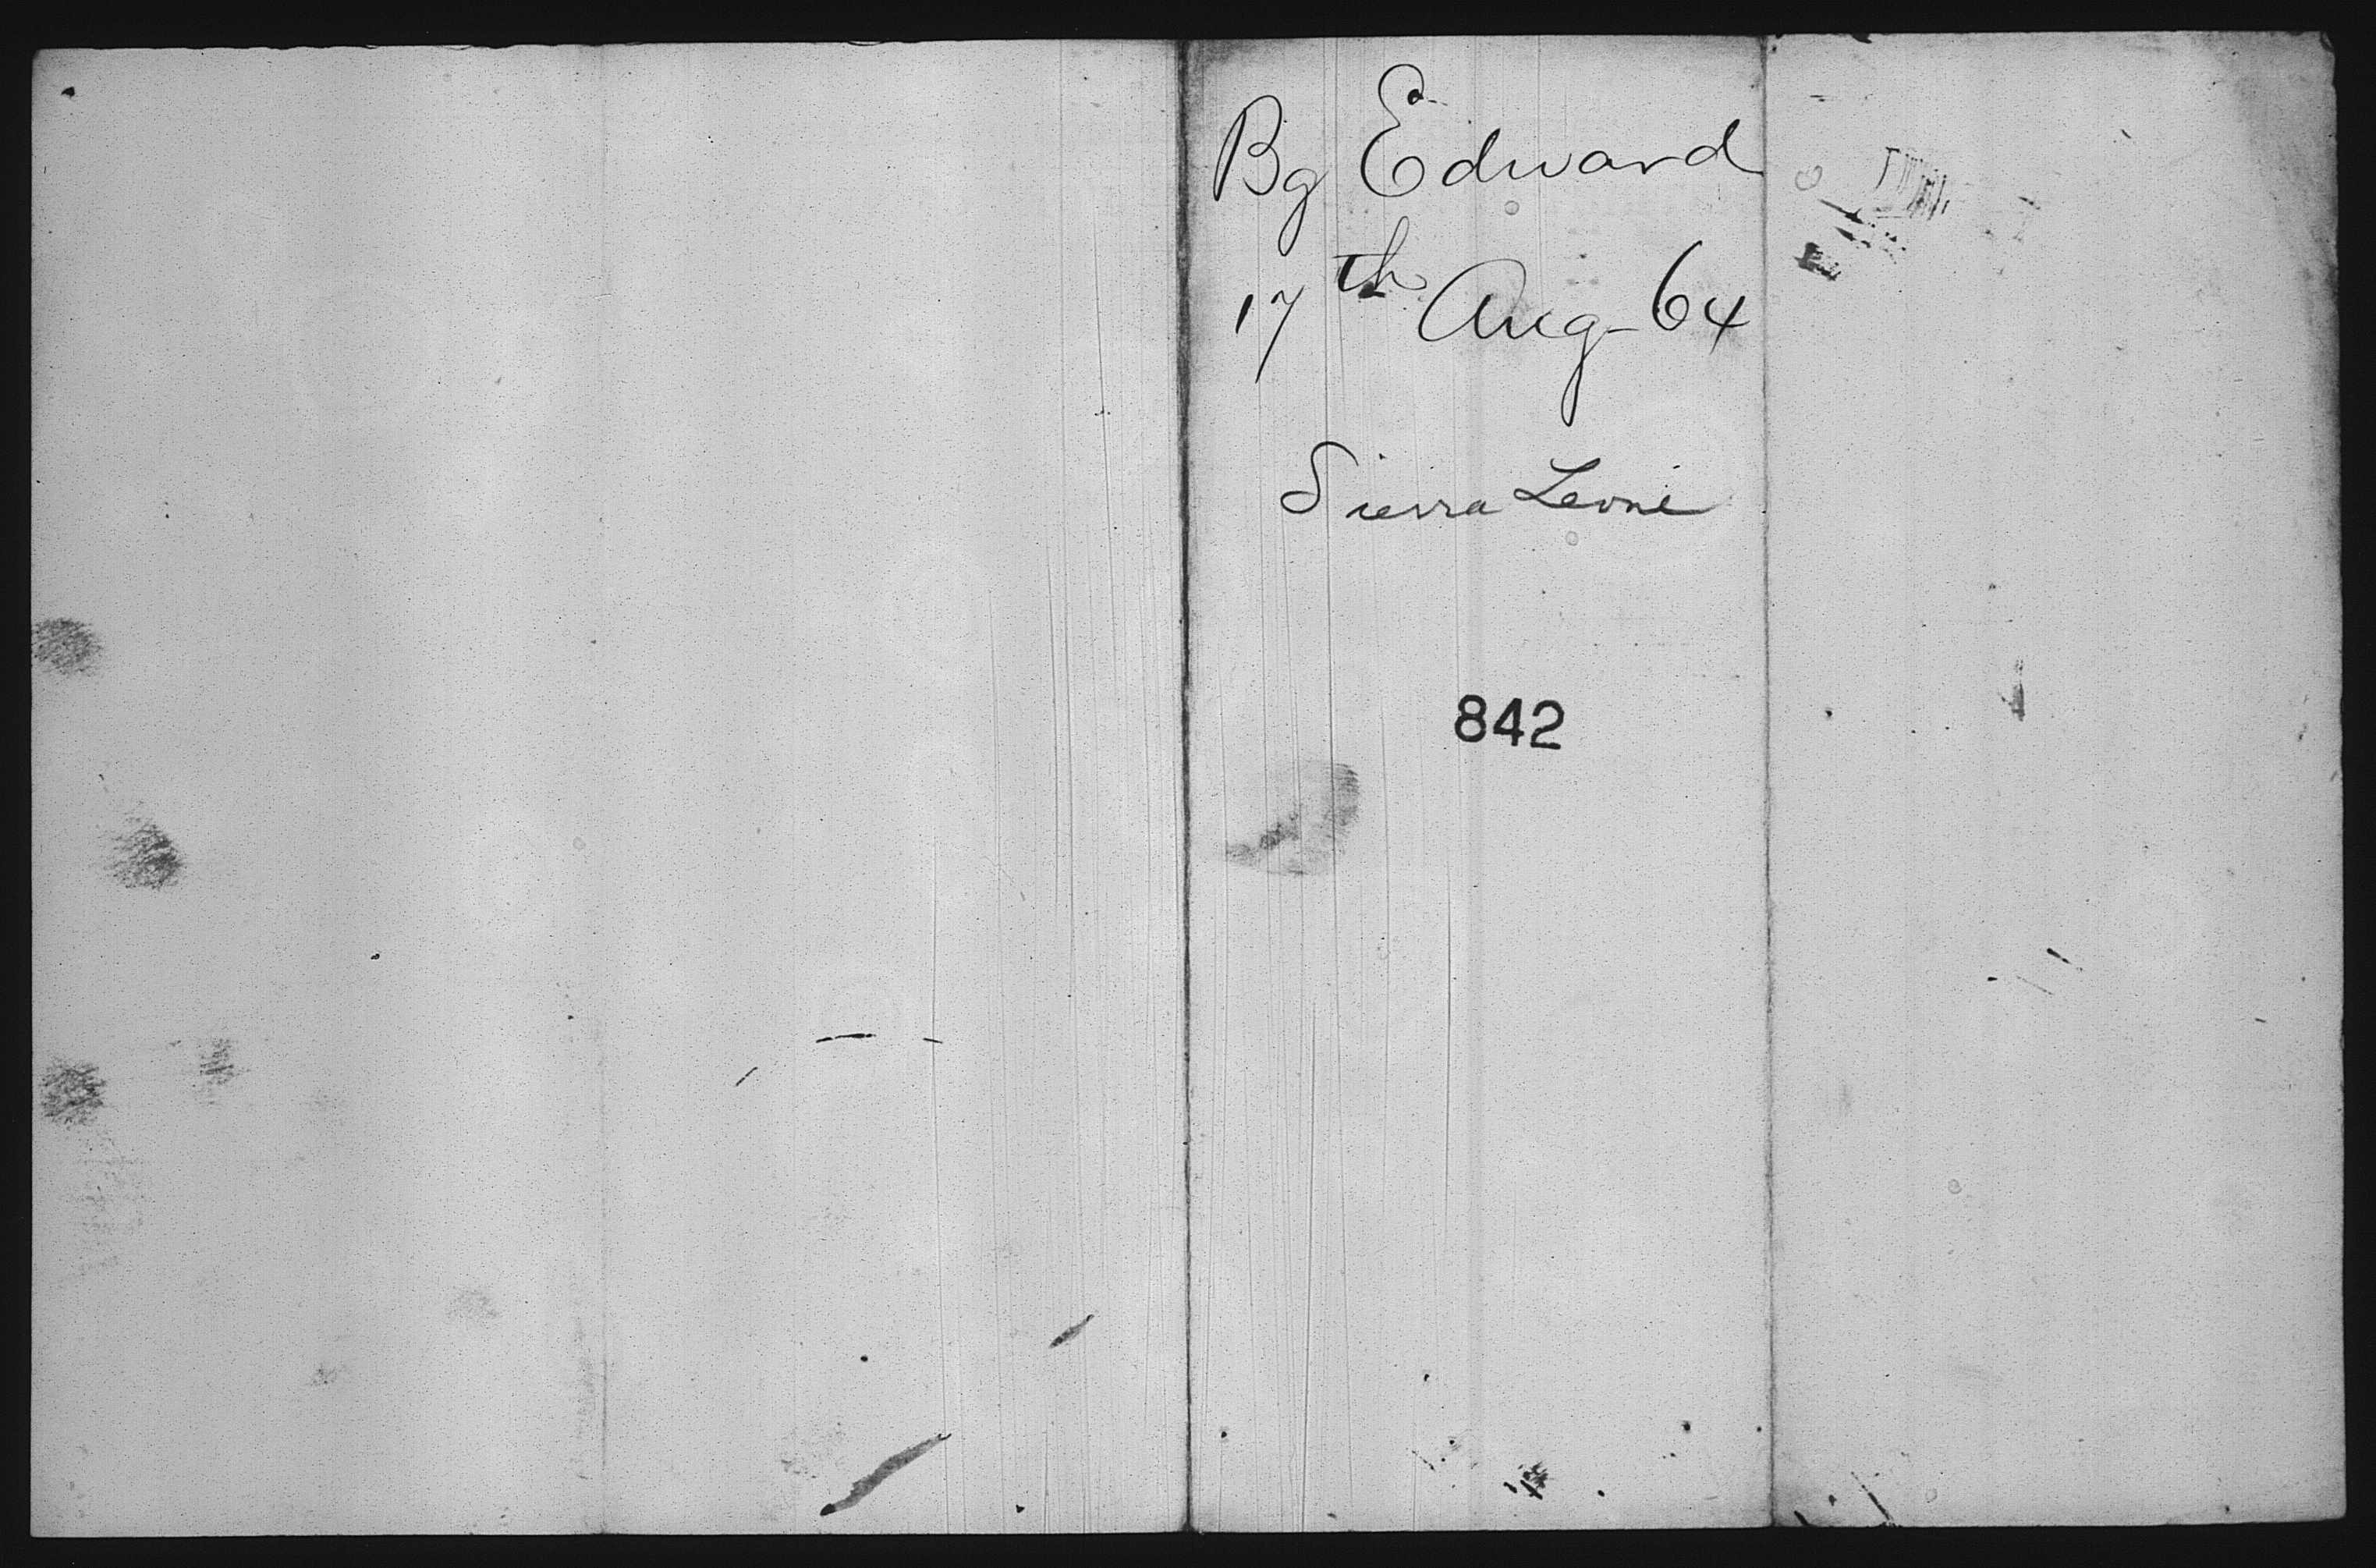 Bg Edward
17th Aug-64
Sierra Leone
842